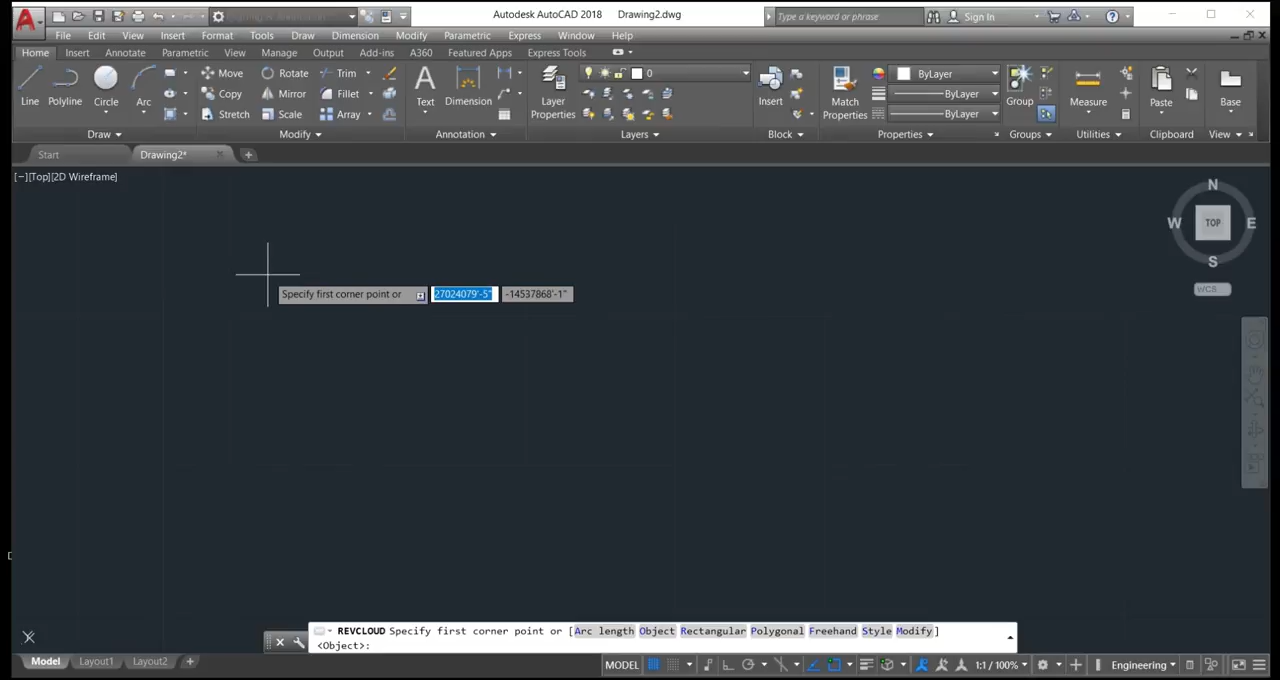 Autodesk AutoCAD 2018 Drawing2.dwg Type a keyword or phrase Sign In
File Edit View Insert Format Tools Draw Dimension Modify Parametric Express Window Help
Home Insert Annotate Parametric View Manage Output Add-ins A360 Featured Apps Express Tools
Move Rotate Trim 0 ByLayer
Copy Mirror Fillet ByLayer
Stretch Scale Array ByLayer
Line Polyline Circle Arc Text Dimension Layer Properties Insert Match Properties Group Measure Paste Base
Draw Modify Annotation Layers Block Properties Groups Utilities Clipboard View
Start Drawing2*
[−][Top][2D Wireframe]
N
W TOP E
S
WCS
Specify first corner point or 27024079'-5" -14537868'-1"
REVCLOUD Specify first corner point or [Arc length Object Rectangular Polygonal Freehand Style Modify]
<Object>:
Model Layout1 Layout2 MODEL 1:1 / 100% Engineering